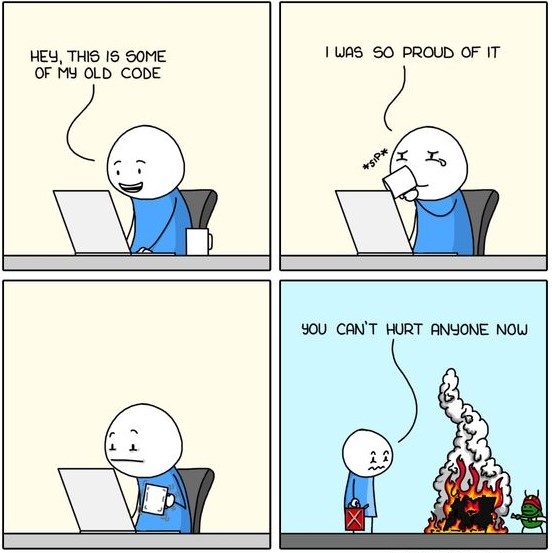 HEY, THIS IS SOME
OF MY OLD CODE
I WAS SO PROUD OF IT
*SIP*
YOU CAN'T HURT ANYONE NOW